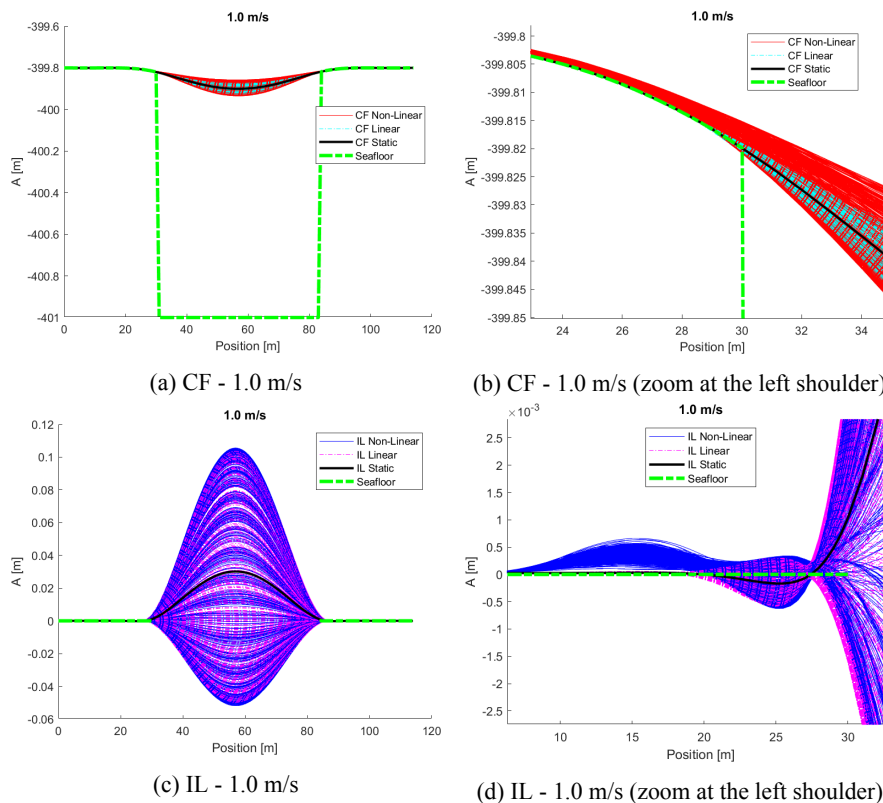 1.0 m/s
-399.6
-399.8
-400
-400.2
-400.4
-400.6
-400.8
-401
A [m]
0 20 40 60 80 100 120
Position [m]
CF Non-Linear
CF Linear
CF Static
Seafloor
(a) CF - 1.0 m/s
1.0 m/s
-399.8
-399.805
-399.81
-399.815
-399.82
-399.825
-399.83
-399.835
-399.84
-399.845
-399.85
A [m]
24 26 28 30 32 34
Position [m]
CF Non-Linear
CF Linear
CF Static
Seafloor
(b) CF - 1.0 m/s (zoom at the left shoulder)
1.0 m/s
0.12
0.1
0.08
0.06
0.04
0.02
0
-0.02
-0.04
-0.06
A [m]
0 20 40 60 80 100 120
Position [m]
IL Non-Linear
IL Linear
IL Static
Seafloor
(c) IL - 1.0 m/s
×10⁻³
1.0 m/s
2.5
2
1.5
1
0.5
0
-0.5
-1
-1.5
-2
-2.5
A [m]
10 15 20 25 30
Position [m]
IL Non-Linear
IL Linear
IL Static
Seafloor
(d) IL - 1.0 m/s (zoom at the left shoulder)